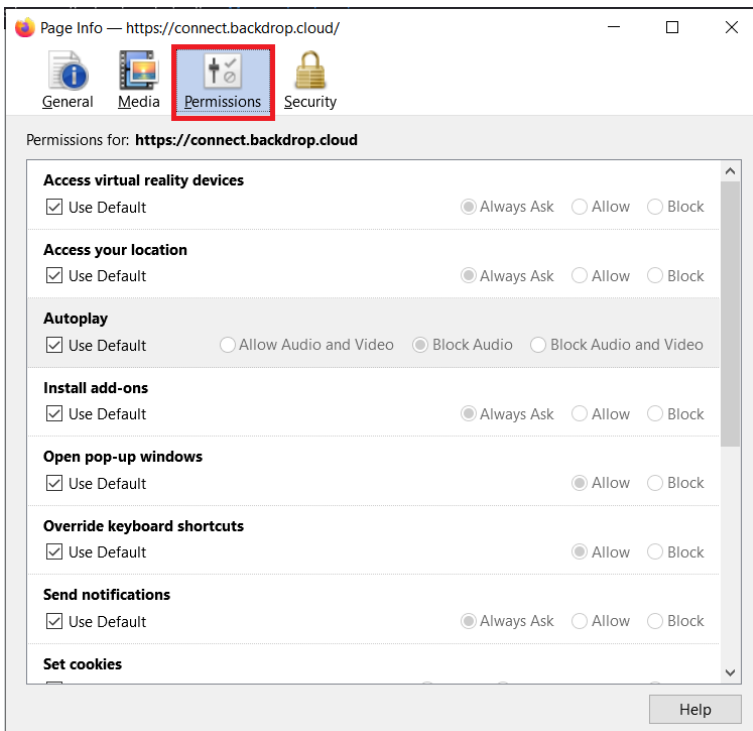 Page Info — https://connect.backdrop.cloud/
General Media Permissions Security
Permissions for: https://connect.backdrop.cloud
Access virtual reality devices
Use Default Always Ask Allow Block
Access your location
Use Default Always Ask Allow Block
Autoplay
Use Default Allow Audio and Video Block Audio Block Audio and Video
Install add-ons
Use Default Always Ask Allow Block
Open pop-up windows
Use Default Allow Block
Override keyboard shortcuts
Use Default Allow Block
Send notifications
Use Default Always Ask Allow Block
Set cookies
Help